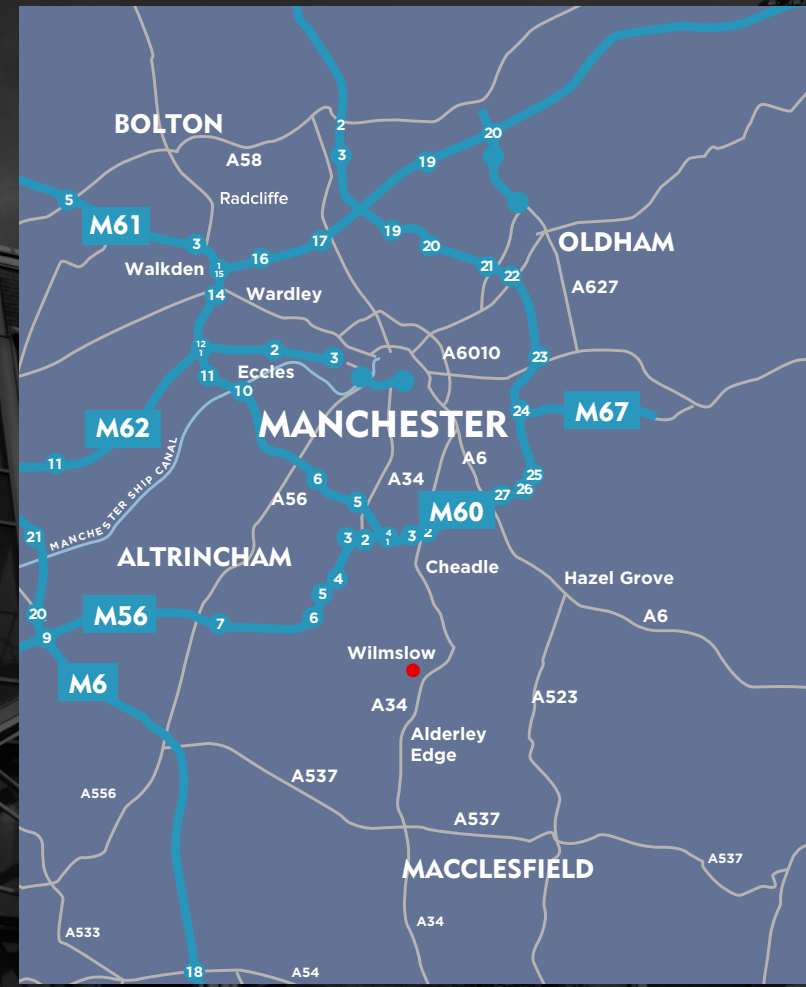 BOLTON
2
20
A58
3
19
Radcliffe
5
M61
3
17
19
20
OLDHAM
Walkden
1
15
16
21
22
14
Wardley
A627
12
1
2
3
A6010
23
Eccles
11
10
M62
MANCHESTER
24
M67
11
MANCHESTER SHIP CANAL
A6
6
A34
25
26
27
A56
5
M60
21
3
2
4
1
3
2
ALTRINCHAM
Cheadle
4
Hazel Grove
5
20
M56
7
6
A6
9
Wilmslow
M6
A34
A523
Alderley
Edge
A537
A556
A537
MACCLESFIELD
A537
A34
A533
18
A54